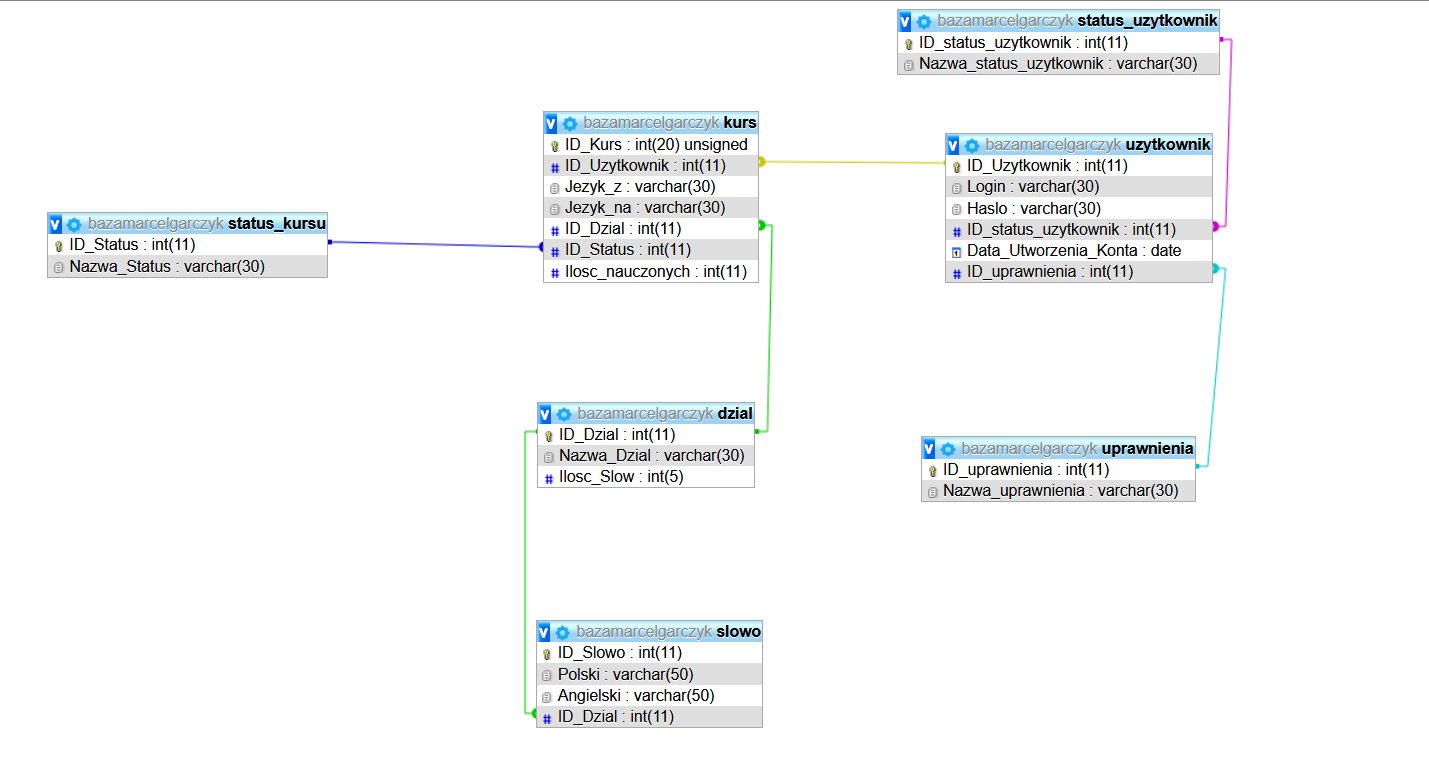 v bazamarcelgarczyk status_uzytkownik
ID_status_uzytkownik : int(11)
Nazwa_status_uzytkownik : varchar(30)
v bazamarcelgarczyk kurs
ID_Kurs : int(20) unsigned
# ID_Uzytkownik : int(11)
Jezyk_z : varchar(30)
Jezyk_na : varchar(30)
# ID_Dzial : int(11)
# ID_Status : int(11)
# Ilosc_nauczonych : int(11)
v bazamarcelgarczyk uzytkownik
ID_Uzytkownik : int(11)
Login : varchar(30)
Haslo : varchar(30)
# ID_status_uzytkownik : int(11)
Data_Utworzenia_Konta : date
# ID_uprawnienia : int(11)
v bazamarcelgarczyk status_kursu
ID_Status : int(11)
Nazwa_Status : varchar(30)
v bazamarcelgarczyk dzial
ID_Dzial : int(11)
Nazwa_Dzial : varchar(30)
# Ilosc_Slow : int(5)
v bazamarcelgarczyk uprawnienia
ID_uprawnienia : int(11)
Nazwa_uprawnienia : varchar(30)
v bazamarcelgarczyk slowo
ID_Slowo : int(11)
Polski : varchar(50)
Angielski : varchar(50)
# ID_Dzial : int(11)